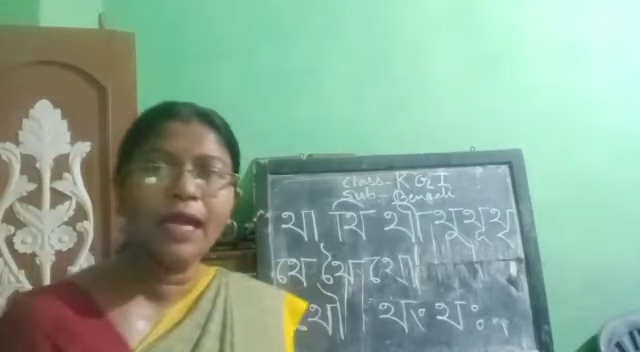 Class - KG I
Sub - Bengali
থা থি থী থু থূ থৃ
থে থৈ থো
থৌ থং থঃ